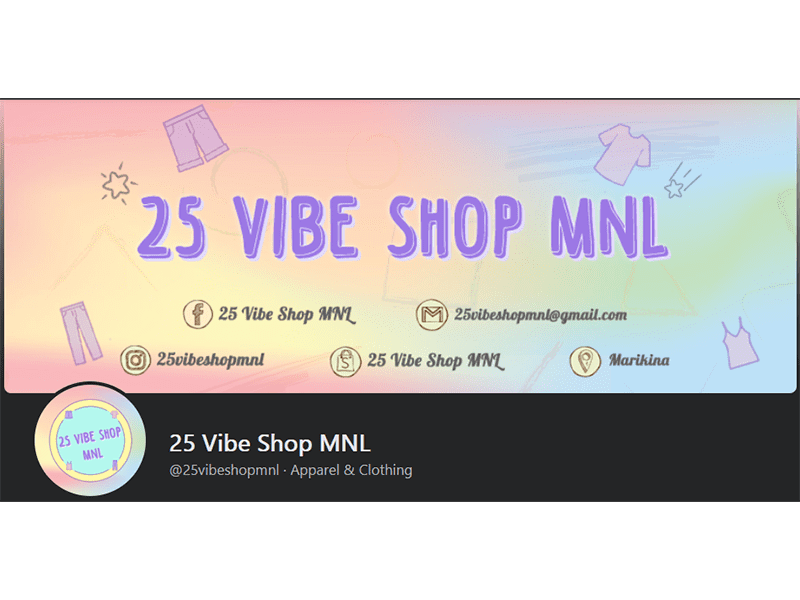 25 VIBE SHOP MNL
25 Vibe Shop MNL
25vibeshopmnl@gmail.com
25vibeshopmnl
S
25 Vibe Shop MNL
Marikina
25 VIBE SHOP
MNL
25 Vibe Shop MNL
@25vibeshopmnl · Apparel & Clothing